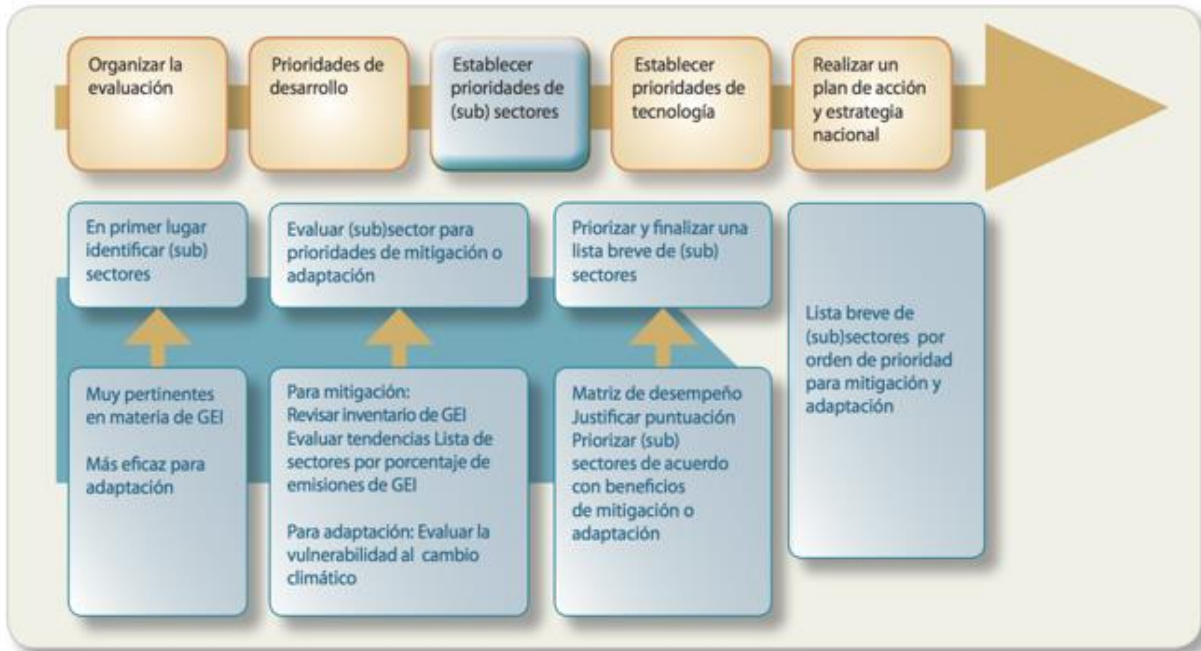 Organizar la
evaluación
Prioridades de
desarrollo
Establecer
prioridades de
(sub) sectores
Establecer
prioridades de
tecnología
Realizar un
plan de acción
y estrategia
nacional
En primer lugar
identificar (sub)
sectores
Evaluar (sub)sector para
prioridades de mitigación o
adaptación
Priorizar y finalizar una
lista breve de (sub)
sectores
Lista breve de
(sub)sectores por
orden de prioridad
para mitigación y
adaptación
Muy pertinentes
en materia de GEI
Más eficaz para
adaptación
Para mitigación:
Revisar inventario de GEI
Evaluar tendencias Lista de
sectores por porcentaje de
emisiones de GEI
Para adaptación: Evaluar la
vulnerabilidad al cambio
climático
Matriz de desempeño
Justificar puntuación
Priorizar (sub)
sectores de acuerdo
con beneficios
de mitigación o
adaptación